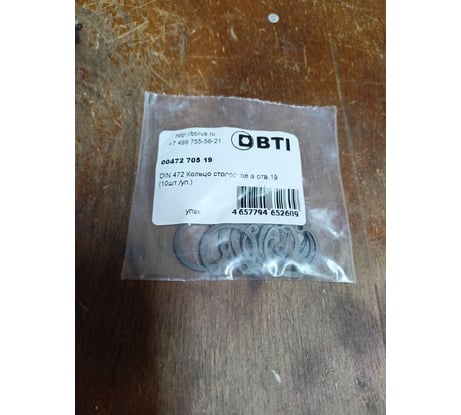 http://btirus.ru
+7 499 755-56-21
BTI
00472 705 19
DIN 472 Кольцо стопорное в отв.19
(10шт./уп.)
упак
4 657794 652609